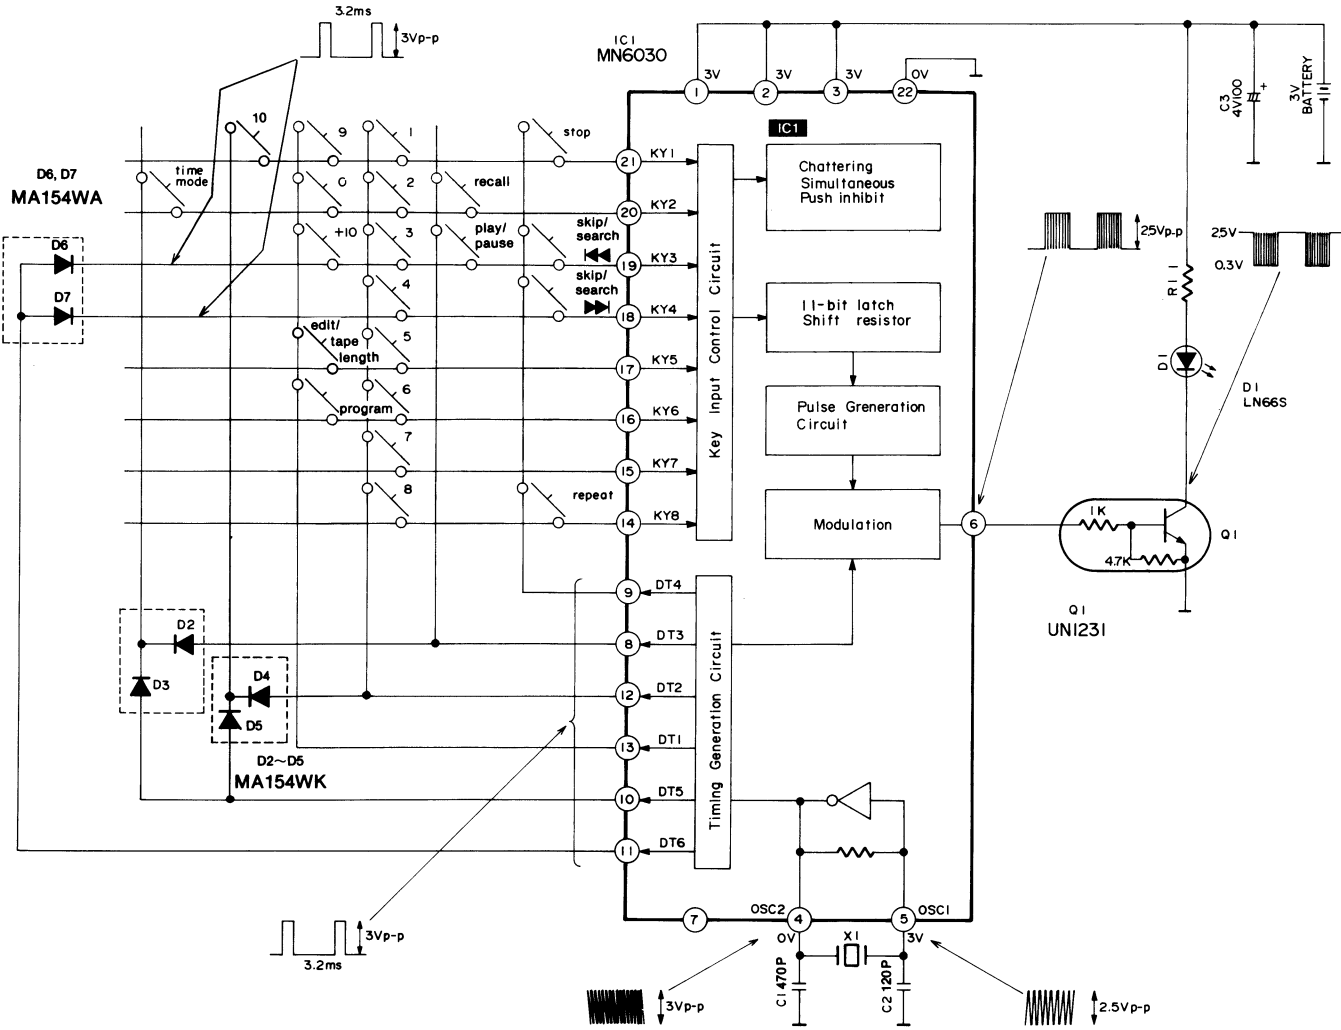 3.2ms
3Vp-p
IC1
MN6030
3V
3V
3V
0V
1
2
3
22
C3
4V100
+
3V
BATTERY
10
9
1
stop
21
KY1
IC1
Chattering
Simultaneous
Push inhibit
D6, D7
MA154WA
time
mode
0
2
recall
20
KY2
D6
+10
3
play/
pause
skip/
search
19
KY3
25Vp-p
2.5V
0.3V
D7
4
skip/
search
18
KY4
R11
Key Input Control Circuit
11-bit latch
Shift resistor
edit/
tape
length
5
17
KY5
D1
D1
LN66S
program
6
16
KY6
Pulse Greneration
Circuit
7
15
KY7
8
repeat
14
KY8
Modulation
6
1K
4.7K
Q1
Q1
UN1231
9
DT4
D2
8
DT3
D3
D4
12
DT2
D5
13
DT1
D2~D5
MA154WK
10
DT5
11
DT6
Timing Generation Circuit
7
OSC2
4
5
OSC1
0V
X1
3V
3Vp-p
3.2ms
C1 470P
C2 120P
3Vp-p
2.5Vp-p